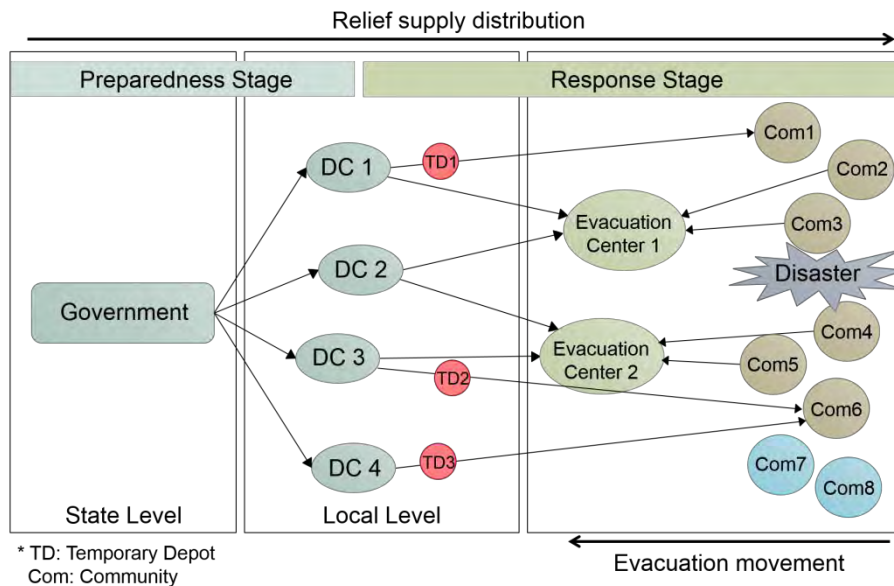 Relief supply distribution
Preparedness Stage
Response Stage
Com1
DC 1
TD1
Com2
Evacuation
Center 1
Com3
DC 2
Disaster
Government
Com4
DC 3
Evacuation
Center 2
Com5
TD2
Com6
DC 4
TD3
Com7
Com8
State Level
Local Level
* TD: Temporary Depot
Com: Community
Evacuation movement